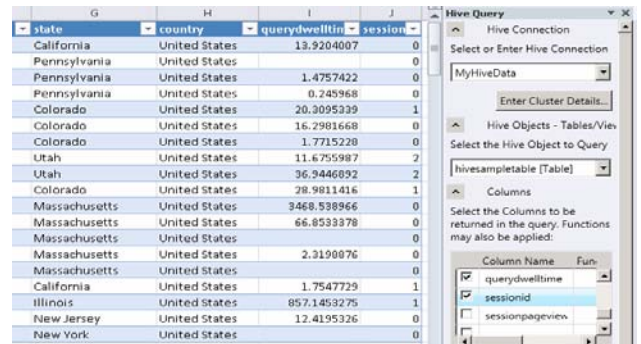 G H I J
state country querydwelltim session
California United States 13.9204007 0
Pennsylvania United States 0
Pennsylvania United States 1.4757422 0
Pennsylvania United States 0.245968 0
Colorado United States 20.3095339 1
Colorado United States 16.2981668 0
Colorado United States 1.7715228 0
Utah United States 11.6755987 2
Utah United States 36.9446892 2
Colorado United States 28.9811416 1
Massachusetts United States 3468.538966 0
Massachusetts United States 66.8533378 0
Massachusetts United States 0
Massachusetts United States 2.3190876 0
Massachusetts United States 0
California United States 1.7547729 1
Illinois United States 857.1453275 1
New Jersey United States 12.4195326 0
New York United States 0
Hive Query
Hive Connection
Select or Enter Hive Connection
MyHiveData
Enter Cluster Details...
Hive Objects - Tables/View
Select the Hive Object to Query
hivesampletable [Table]
Columns
Select the Columns to be
returned in the query. Functions
may also be applied:
Column Name Fun
querydwelltime
sessionid
sessionpageview